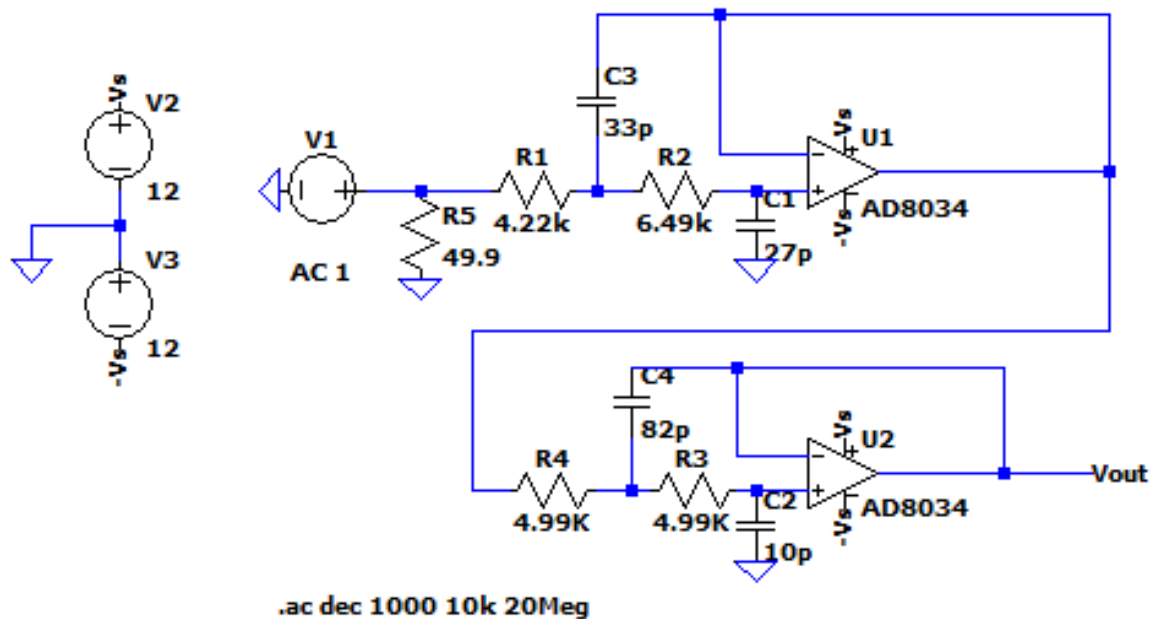 Vs
V2
12
V3
12
-Vs
V1
AC 1
R5
49.9
R1
4.22k
C3
33p
R2
6.49k
C1
27p
Vs
U1
AD8034
-Vs
R4
4.99K
C4
82p
R3
4.99K
C2
10p
Vs
U2
AD8034
-Vs
Vout
.ac dec 1000 10k 20Meg